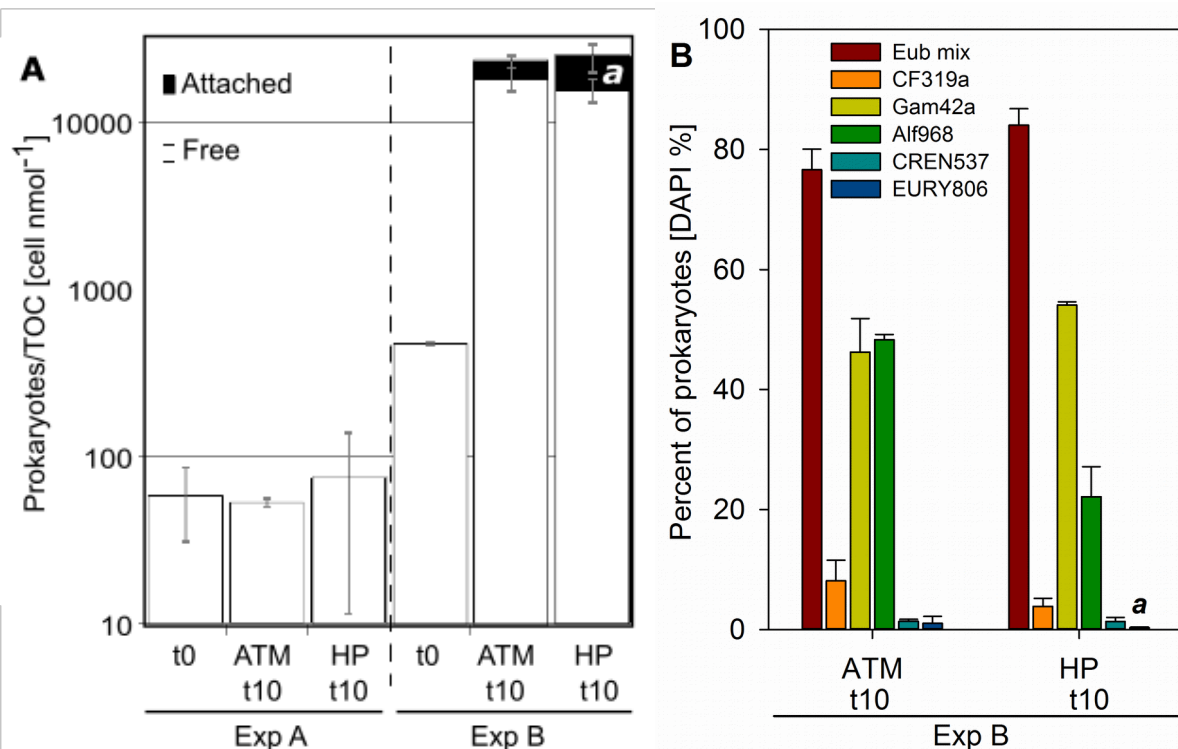 A
Attached
Free
a
Prokaryotes/TOC [cell nmol⁻¹]
10000
1000
100
10
t0 ATM t10 HP t10 t0 ATM t10 HP t10
Exp A Exp B
B
Eub mix
CF319a
Gam42a
Alf968
CREN537
EURY806
Percent of prokaryotes [DAPI %]
100
80
60
40
20
0
a
ATM t10 HP t10
Exp B